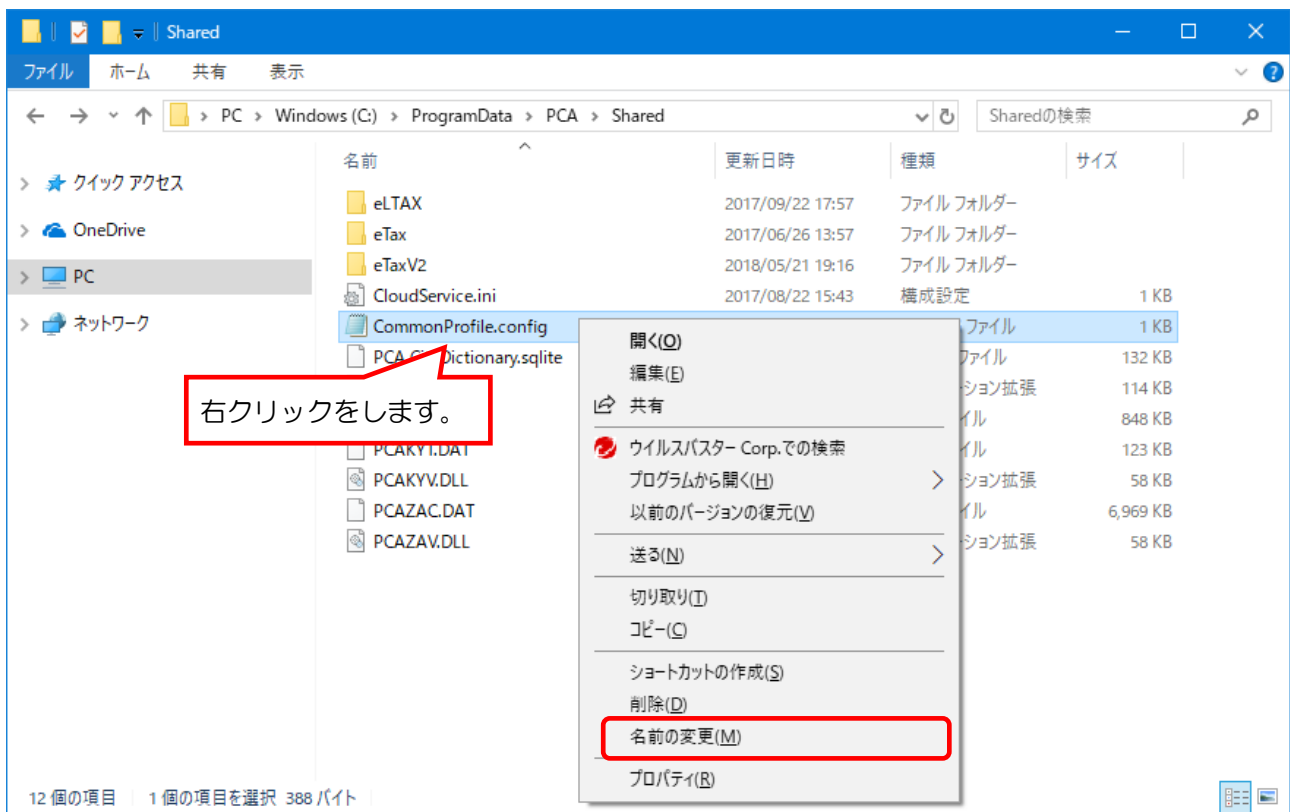 Shared
ファイル ホーム 共有 表示
PC > Windows (C:) > ProgramData > PCA > Shared
Sharedの検索
クイック アクセス
OneDrive
PC
ネットワーク
名前 更新日時 種類 サイズ
eLTAX 2017/09/22 17:57 ファイル フォルダー
eTax 2017/06/26 13:57 ファイル フォルダー
eTaxV2 2018/05/21 19:16 ファイル フォルダー
CloudService.ini 2017/08/22 15:43 構成設定 1 KB
CommonProfile.config ファイル 1 KB
PCA Dictionary.sqlite ファイル 132 KB
ション拡張 114 KB
イル 848 KB
PCAKYT.DAT イル 123 KB
PCAKYV.DLL ション拡張 58 KB
PCAZAC.DAT イル 6,969 KB
PCAZAV.DLL ション拡張 58 KB
右クリックをします。
開く(O)
編集(E)
共有
ウイルスバスター Corp.での検索
プログラムから開く(H)
以前のバージョンの復元(V)
送る(N)
切り取り(T)
コピー(C)
ショートカットの作成(S)
削除(D)
名前の変更(M)
プロパティ(R)
12 個の項目 1 個の項目を選択 388 バイト